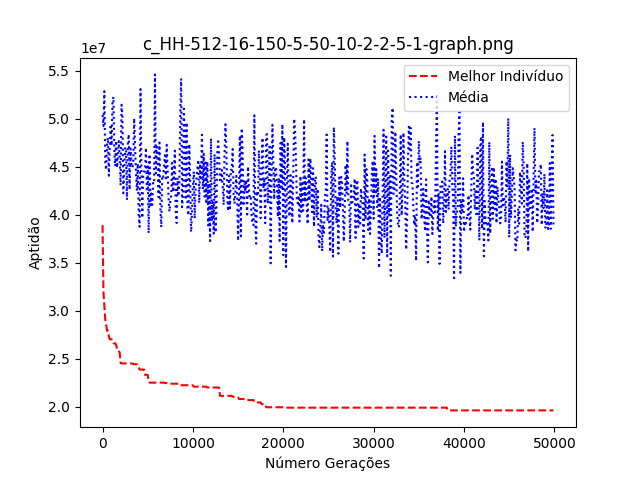 c_HH-512-16-150-5-50-10-2-2-5-1-graph.png
1e7
Melhor Indivíduo
Média
5.5
5.0
4.5
4.0
3.5
3.0
2.5
2.0
Aptidão
0
10000
20000
30000
40000
50000
Número Gerações